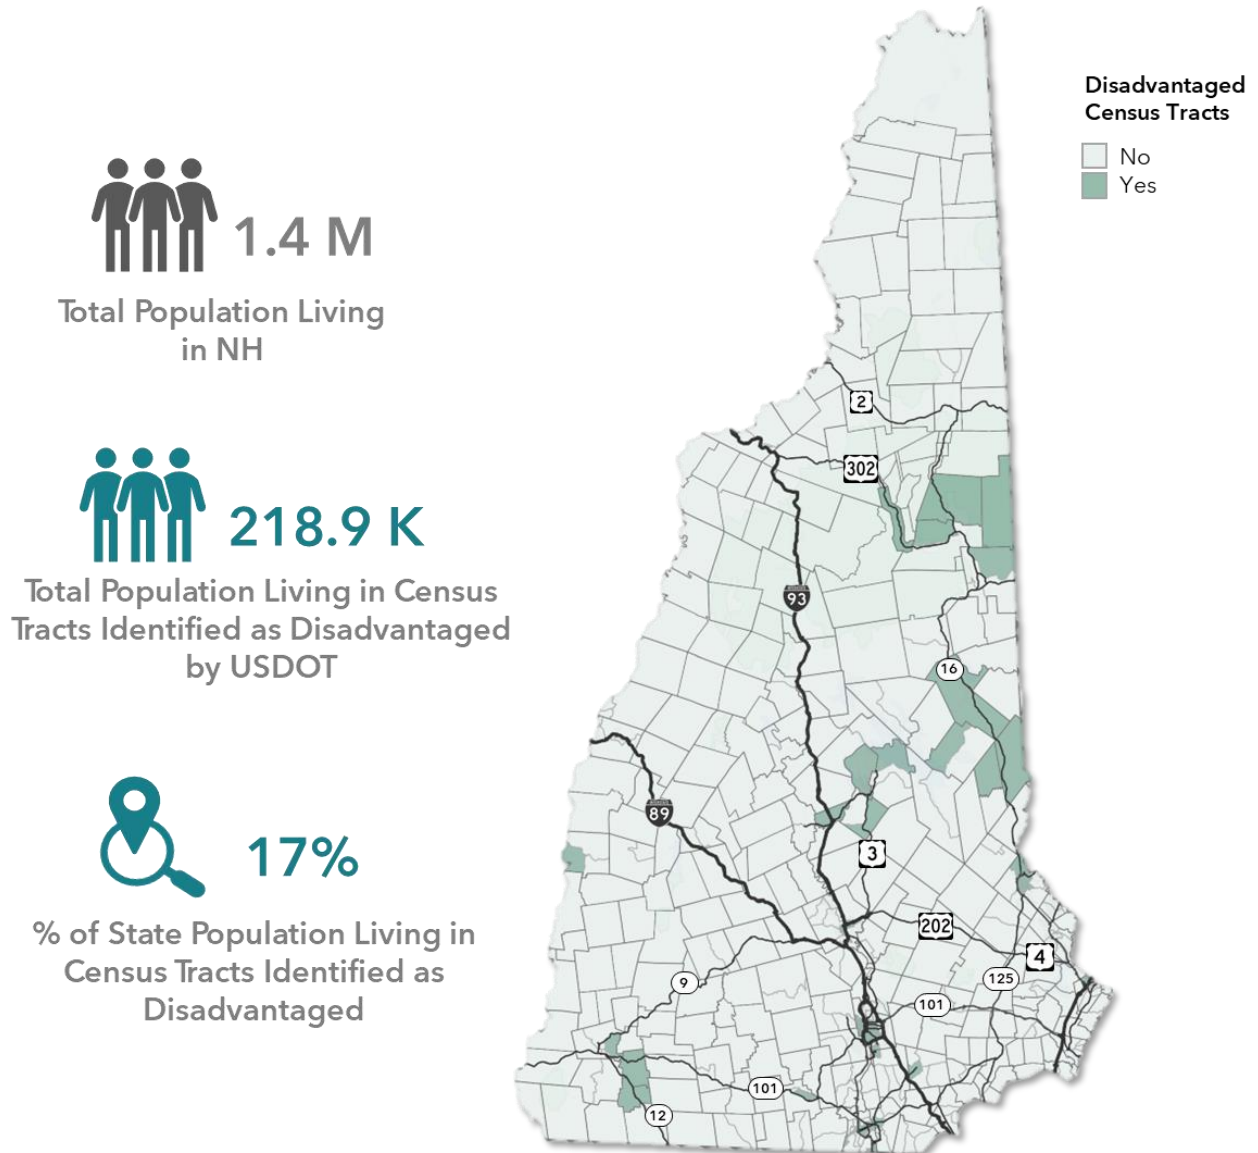 Disadvantaged
Census Tracts
No
Yes
1.4 M
Total Population Living
in NH
218.9 K
Total Population Living in Census
Tracts Identified as Disadvantaged
by USDOT
17%
% of State Population Living in
Census Tracts Identified as
Disadvantaged
2
302
93
16
89
3
202
4
9
125
101
101
12